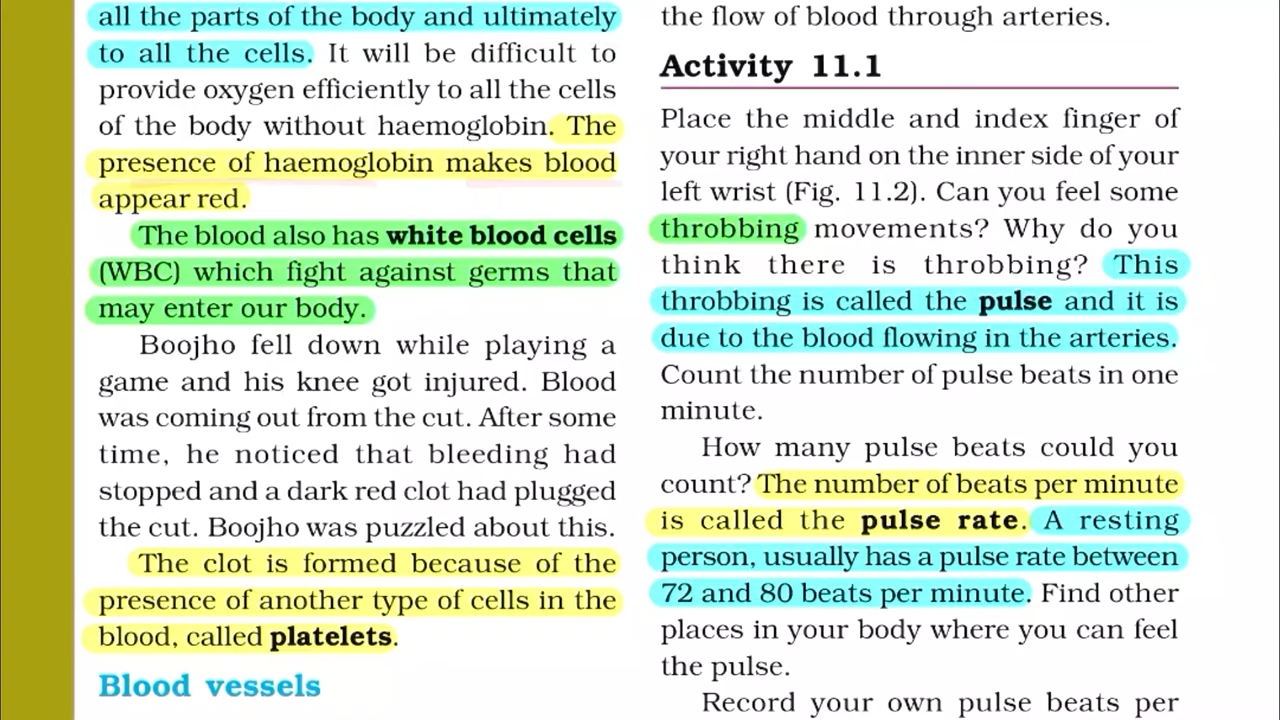 all the parts of the body and ultimately
to all the cells. It will be difficult to
provide oxygen efficiently to all the cells
of the body without haemoglobin. The
presence of haemoglobin makes blood
appear red.
The blood also has white blood cells
(WBC) which fight against germs that
may enter our body.
Boojho fell down while playing a
game and his knee got injured. Blood
was coming out from the cut. After some
time, he noticed that bleeding had
stopped and a dark red clot had plugged
the cut. Boojho was puzzled about this.
The clot is formed because of the
presence of another type of cells in the
blood, called platelets.
Blood vessels
the flow of blood through arteries.
Activity 11.1
Place the middle and index finger of
your right hand on the inner side of your
left wrist (Fig. 11.2). Can you feel some
throbbing movements? Why do you
think there is throbbing? This
throbbing is called the pulse and it is
due to the blood flowing in the arteries.
Count the number of pulse beats in one
minute.
How many pulse beats could you
count? The number of beats per minute
is called the pulse rate. A resting
person, usually has a pulse rate between
72 and 80 beats per minute. Find other
places in your body where you can feel
the pulse.
Record your own pulse beats per